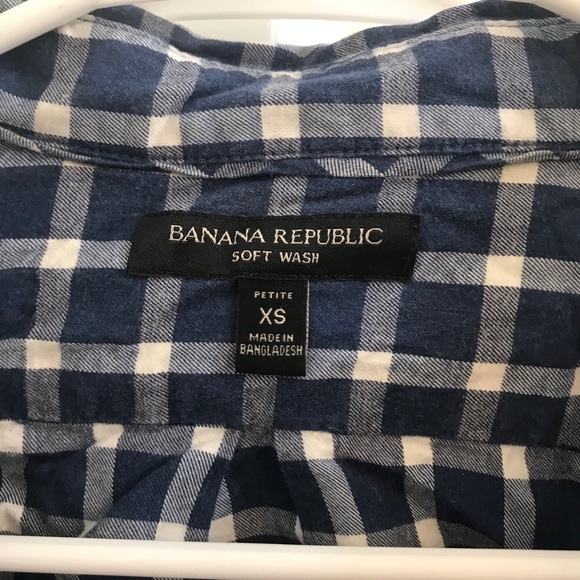 BANANA REPUBLIC
SOFT WASH
PETITE
XS
MADE IN
BANGLADESH